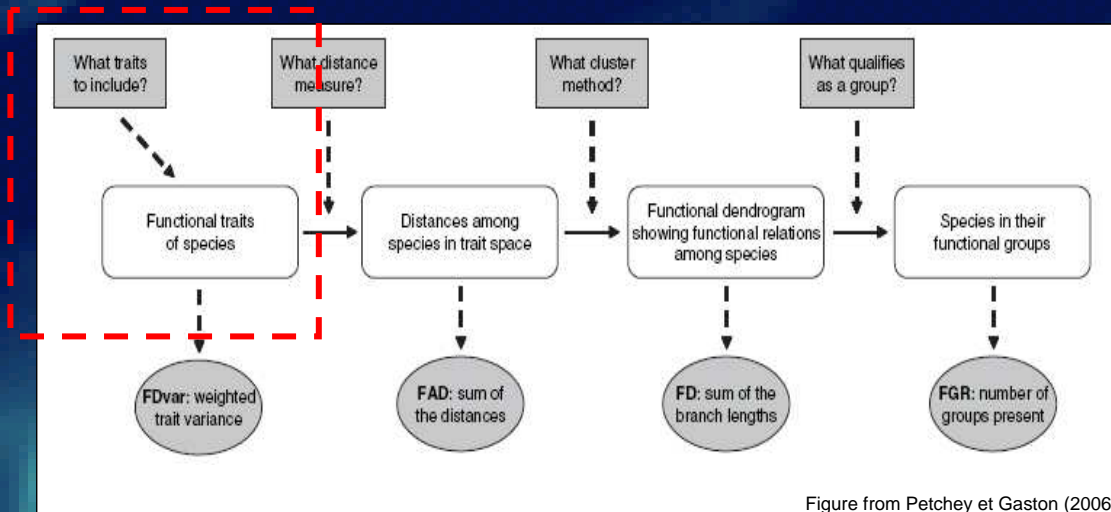 What traits
to include?
What distance
measure?
What cluster
method?
What qualifies
as a group?
Functional traits
of species
Distances among
species in trait space
Functional dendrogram
showing functional relations
among species
Species in their
functional groups
FDvar: weighted
trait variance
FAD: sum of
the distances
FD: sum of the
branch lengths
FGR: number of
groups present
Figure from Petchey et Gaston (2006